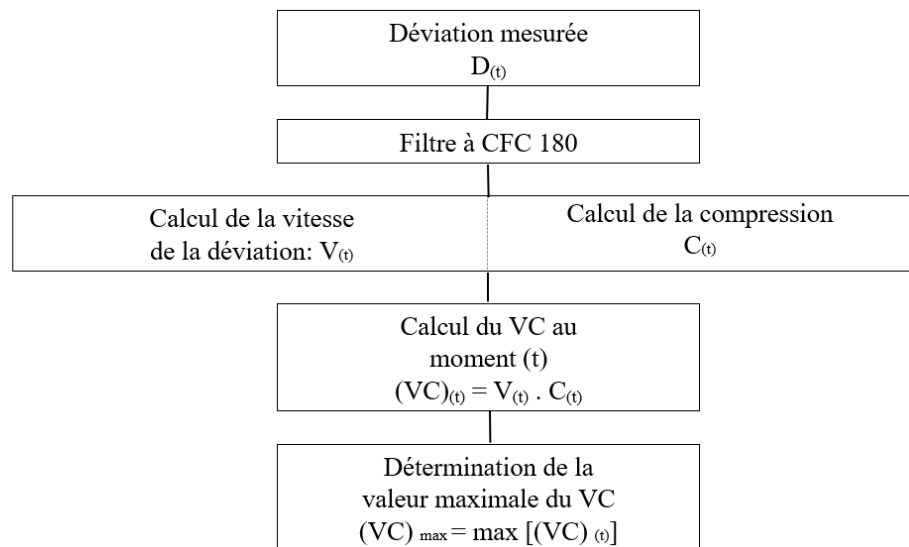 Déviation mesurée
D(t)
Filtre à CFC 180
Calcul de la vitesse
de la déviation: V(t)
Calcul de la compression
C(t)
Calcul du VC au
moment (t)
(VC)(t) = V(t) . C(t)
Détermination de la
valeur maximale du VC
(VC) max = max [(VC) (t)]